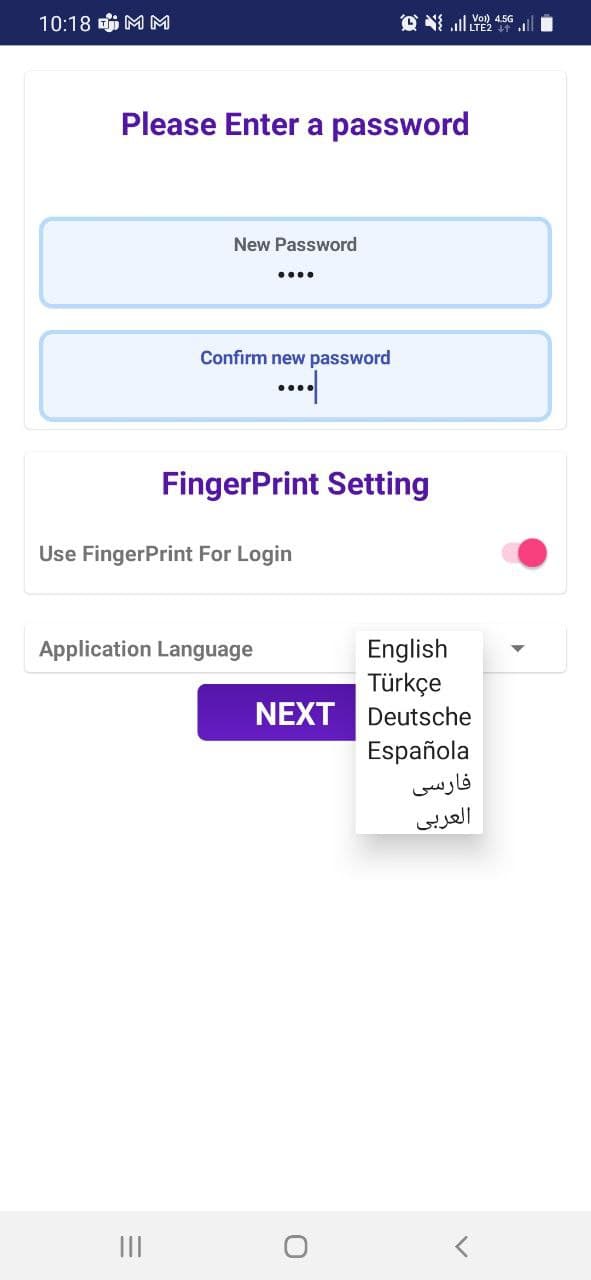 10:18
Vo)) 4.5G
LTE2
Please Enter a password
New Password
••••
Confirm new password
••••
FingerPrint Setting
Use FingerPrint For Login
Application Language
English
Türkçe
NEXT
Deutsche
Española
فارسی
العربی